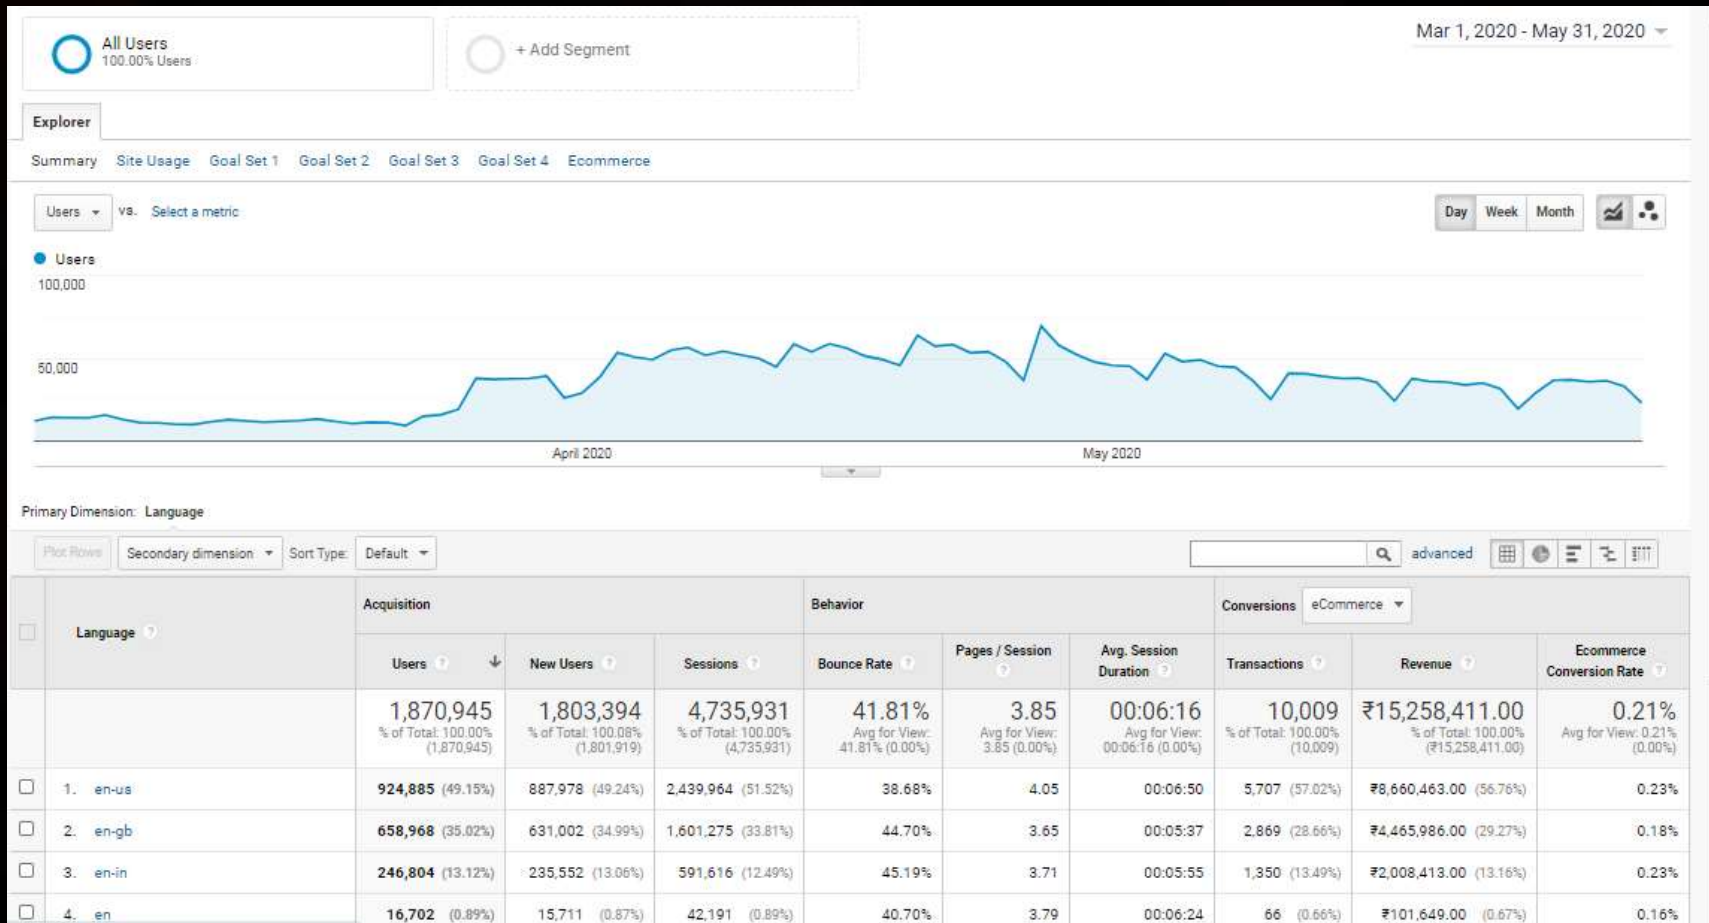 All Users
100.00% Users
+ Add Segment
Mar 1, 2020 - May 31, 2020
Explorer
Summary Site Usage Goal Set 1 Goal Set 2 Goal Set 3 Goal Set 4 Ecommerce
Users VS. Select a metric
Day Week Month
Users
100,000
50,000
April 2020 May 2020
Primary Dimension: Language
Plot Rows Secondary dimension Sort Type: Default advanced
Language
Acquisition Behavior Conversions eCommerce
Users New Users Sessions Bounce Rate Pages / Session Avg. Session Duration Transactions Revenue Ecommerce Conversion Rate
1,870,945 1,803,394 4,735,931 41.81% 3.85 00:06:16 10,009 ₹15,258,411.00 0.21%
% of Total: 100.00% % of Total: 100.08% % of Total: 100.00% Avg for View: Avg for View: Avg for View: % of Total: 100.00% % of Total: 100.00% Avg for View: 0.21%
(1,870,945) (1,801,919) (4,735,931) 41.81% (0.00%) 3.85 (0.00%) 00:06:16 (0.00%) (10,009) (₹15,258,411.00) (0.00%)
1. en-us 924,885 (49.15%) 887,978 (49.24%) 2,439,964 (51.52%) 38.68% 4.05 00:06:50 5,707 (57.02%) ₹8,660,463.00 (56.76%) 0.23%
2. en-gb 658,968 (35.02%) 631,002 (34.99%) 1,601,275 (33.81%) 44.70% 3.65 00:05:37 2,869 (28.66%) ₹4,465,986.00 (29.27%) 0.18%
3. en-in 246,804 (13.12%) 235,552 (13.06%) 591,616 (12.49%) 45.19% 3.71 00:05:55 1,350 (13.49%) ₹2,008,413.00 (13.16%) 0.23%
4. en 16,702 (0.89%) 15,711 (0.87%) 42,191 (0.89%) 40.70% 3.79 00:06:24 66 (0.66%) ₹101,649.00 (0.67%) 0.16%